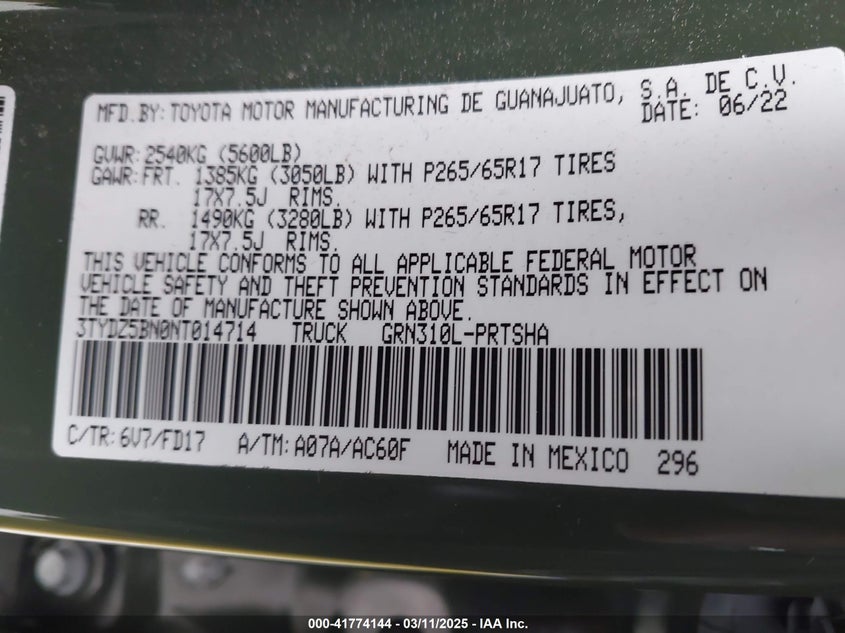 MFD.BY: TOYOTA MOTOR MANUFACTURING DE GUANAJUATO, S.A. DE C.V.
DATE: 06/22
GVWR: 2540KG (5600LB)
GAWR: FRT. 1385KG (3050LB) WITH P265/65R17 TIRES
17X7.5J RIMS.
RR. 1490KG (3280LB) WITH P265/65R17 TIRES,
17X7.5J RIMS.
THIS VEHICLE CONFORMS TO ALL APPLICABLE FEDERAL MOTOR
VEHICLE SAFETY AND THEFT PREVENTION STANDARDS IN EFFECT ON
THE DATE OF MANUFACTURE SHOWN ABOVE.
3TYDZ5BN0NT014714 TRUCK GRN310L-PRTSHA
C/TR: 6V7/FD17 A/TM: A07A/AC60F MADE IN MEXICO 296
000-41774144 - 03/11/2025 - IAA Inc.